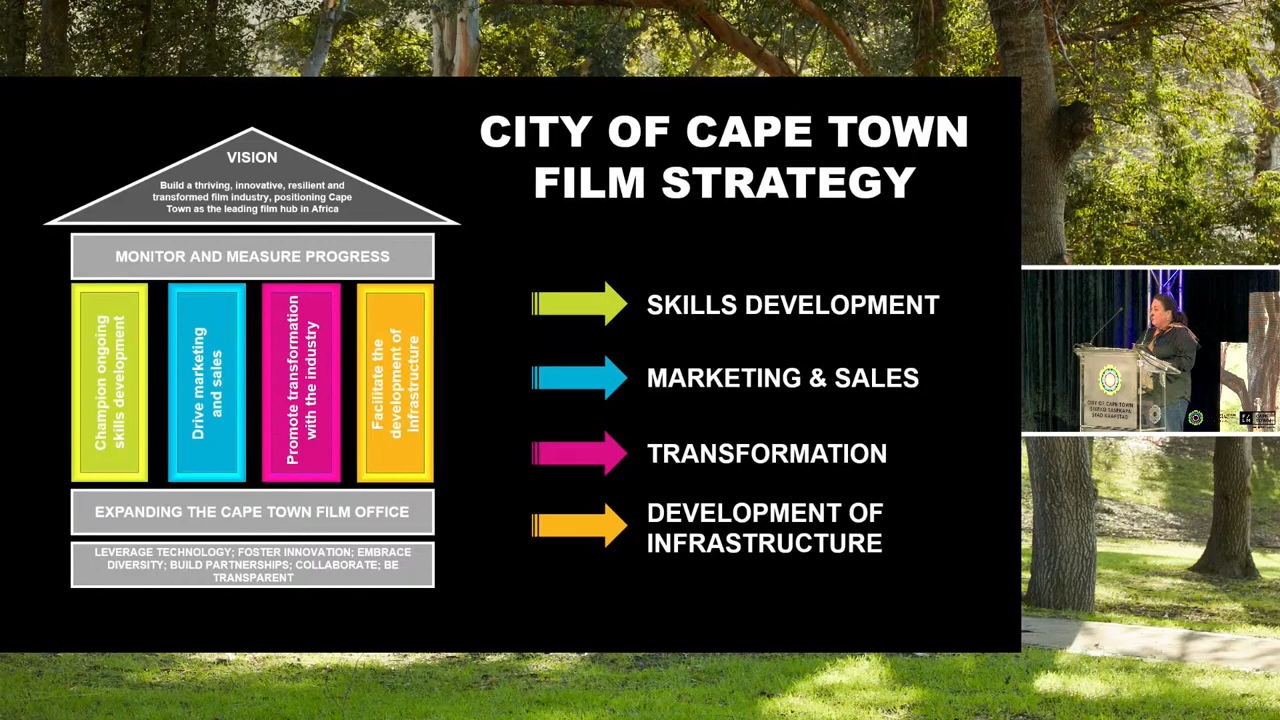 CITY OF CAPE TOWN
FILM STRATEGY
VISION
Build a thriving, innovative, resilient and
transformed film industry, positioning Cape
Town as the leading film hub in Africa
MONITOR AND MEASURE PROGRESS
Champion ongoing
skills development
Drive marketing
and sales
Promote transformation
with the industry
Facilitate the
development of
infrastructure
EXPANDING THE CAPE TOWN FILM OFFICE
LEVERAGE TECHNOLOGY; FOSTER INNOVATION; EMBRACE
DIVERSITY; BUILD PARTNERSHIPS; COLLABORATE; BE
TRANSPARENT
SKILLS DEVELOPMENT
MARKETING & SALES
TRANSFORMATION
DEVELOPMENT OF
INFRASTRUCTURE
CITY OF CAPE TOWN
ISIXEKO SASEKAPA
STAD KAAPSTAD